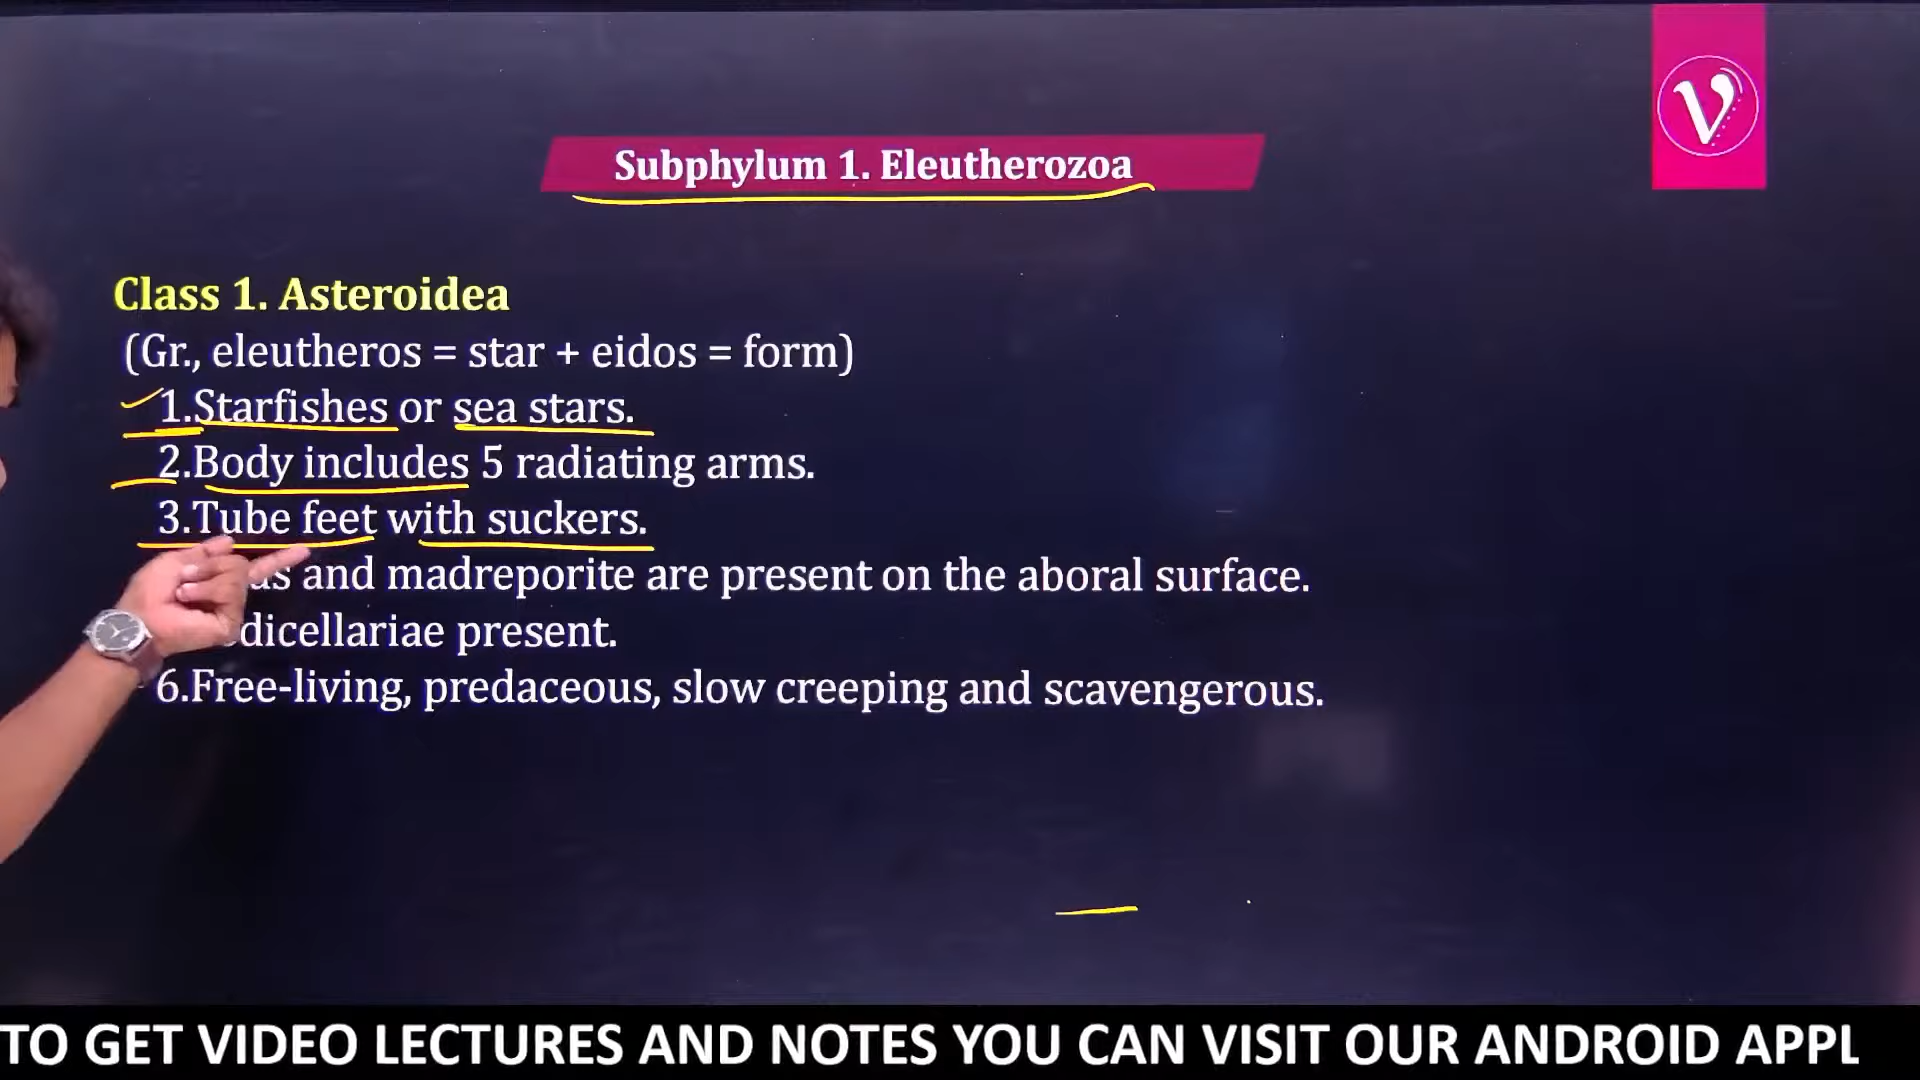 V
Subphylum 1. Eleutherozoa
Class 1. Asteroidea
(Gr., eleutheros = star + eidos = form)
1.Starfishes or sea stars.
2.Body includes 5 radiating arms.
3.Tube feet with suckers.
and madreporite are present on the aboral surface.
present.
6.Free-living, predaceous, slow creeping and scavengerous.
TO GET VIDEO LECTURES AND NOTES YOU CAN VISIT OUR ANDROID APPL